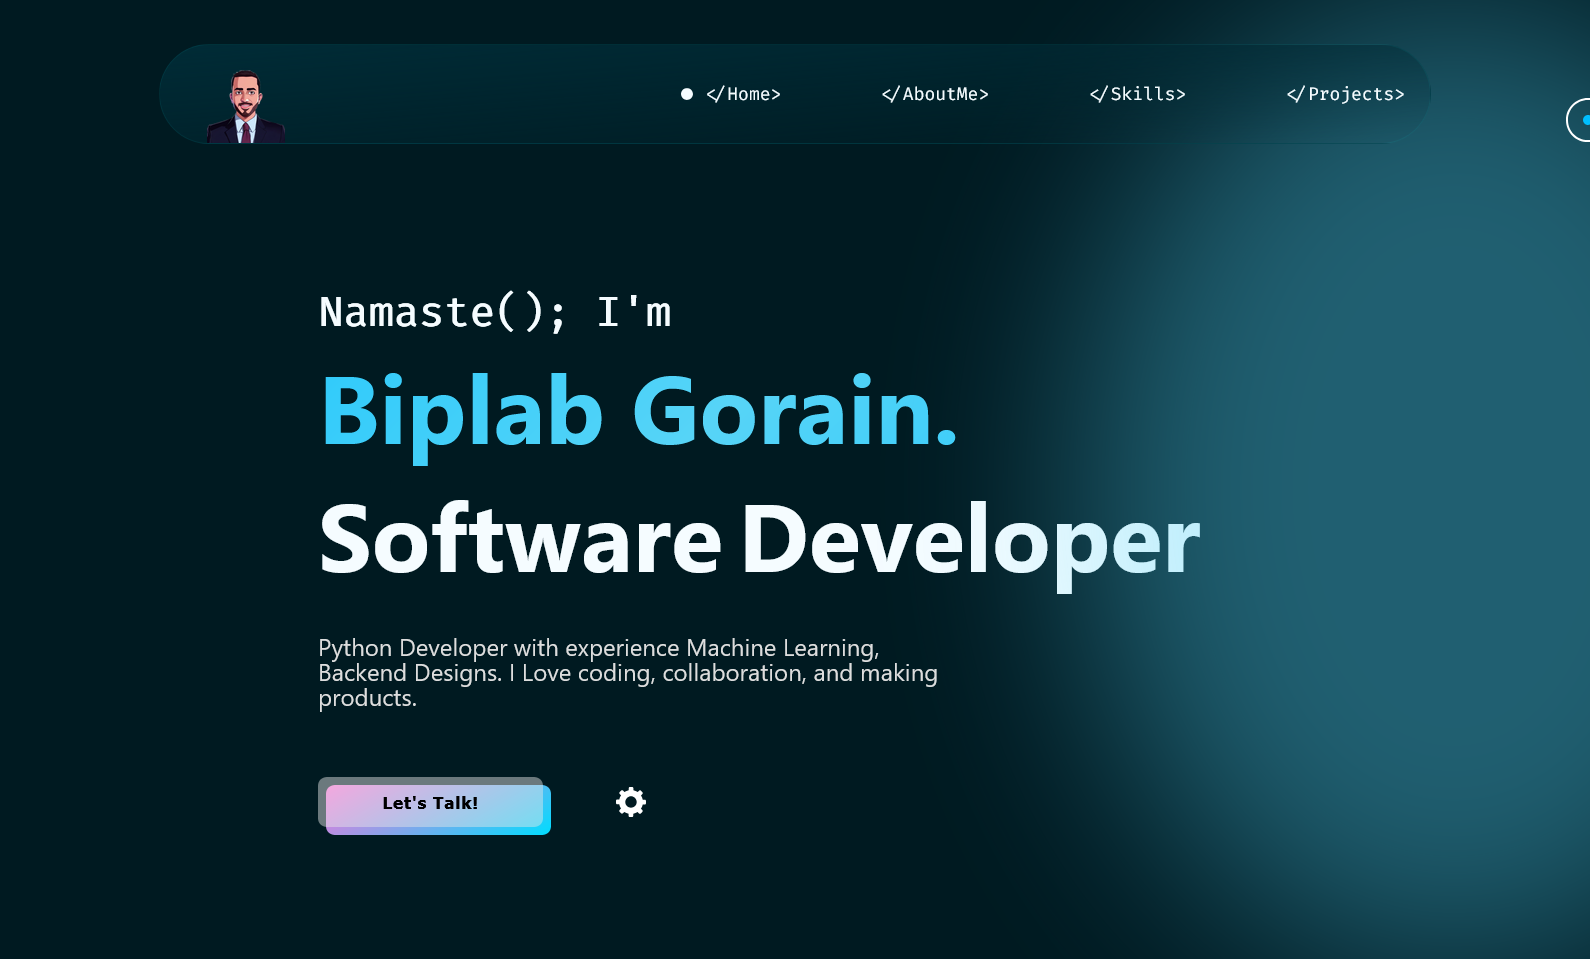 </Home> </AboutMe> </Skills> </Projects>
Namaste(); I'm
Biplab Gorain.
Software Developer
Python Developer with experience Machine Learning,
Backend Designs. I Love coding, collaboration, and making
products.
Let's Talk!